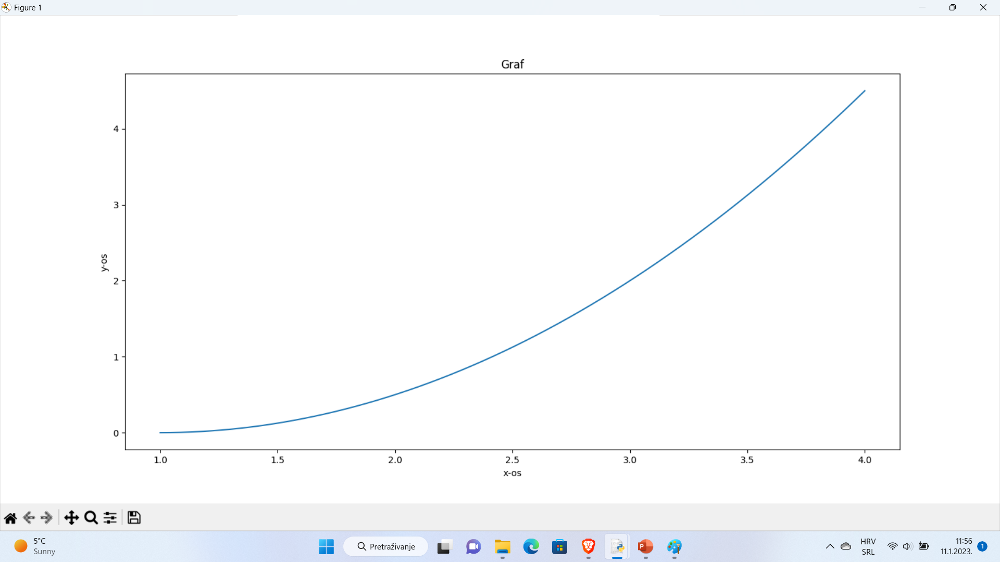 Figure 1
Graf
4
3
2
1
0
y-os
1.0 1.5 2.0 2.5 3.0 3.5 4.0
x-os
5°C
Sunny
Pretraživanje
P
HRV
SRL
11:56
11.1.2023.
1